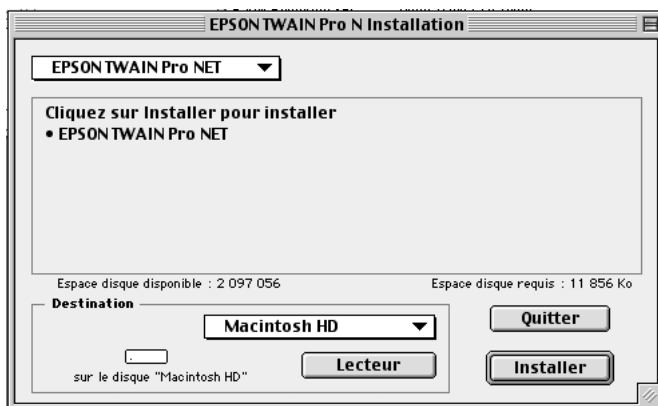 EPSON TWAIN Pro N Installation
EPSON TWAIN Pro NET
Cliquez sur Installer pour installer
• EPSON TWAIN Pro NET
Espace disque disponible : 2 097 056
Espace disque requis : 11 856 Ko
Destination
Macintosh HD
Quitter
sur le disque "Macintosh HD"
Lecteur
Installer